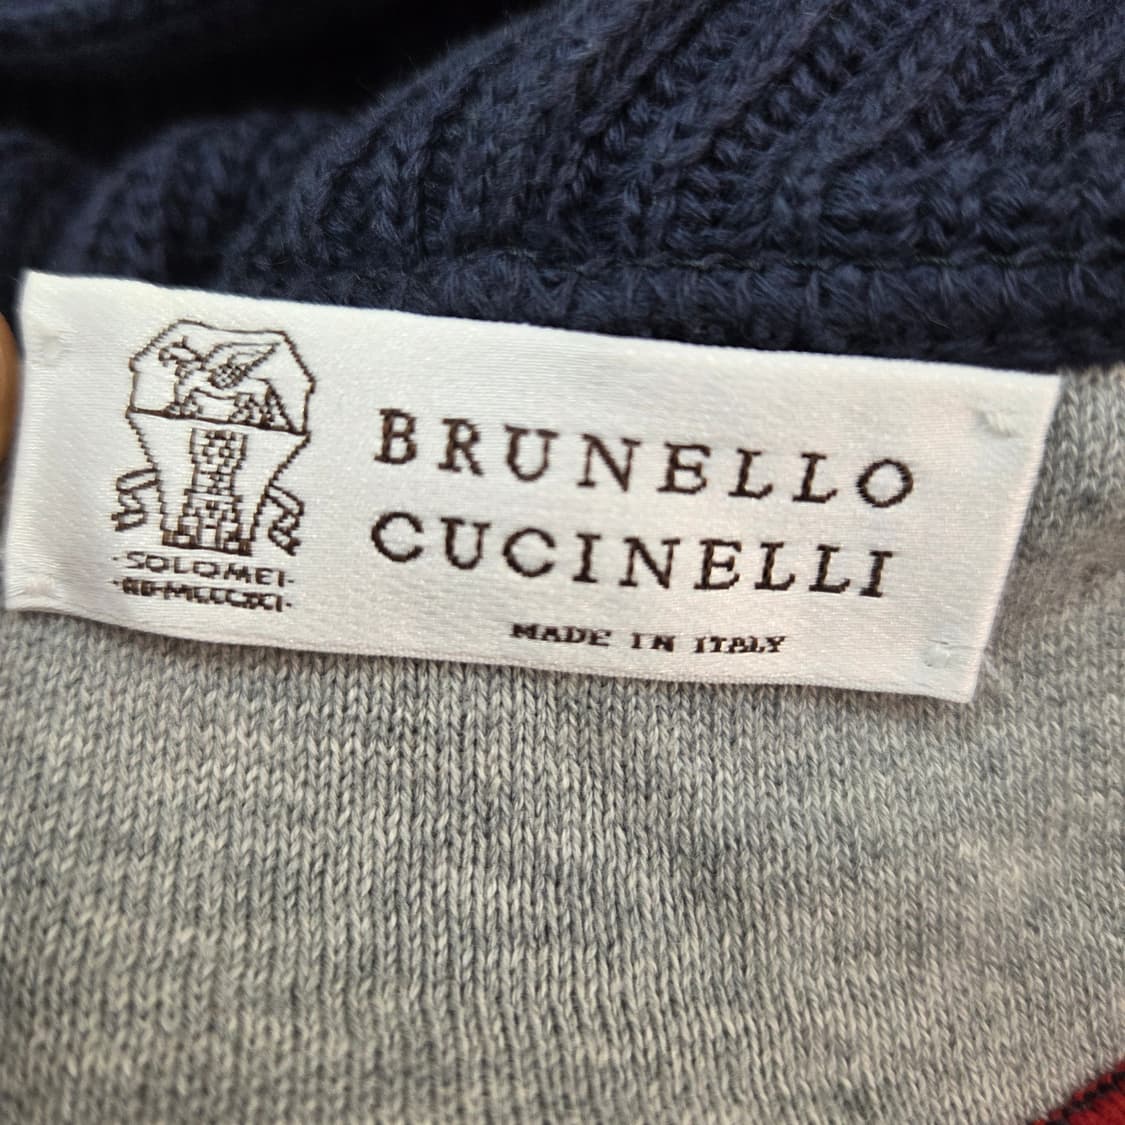 BRUNELLO
CUCINELLI
MADE IN ITALY
·SOLOMEI·